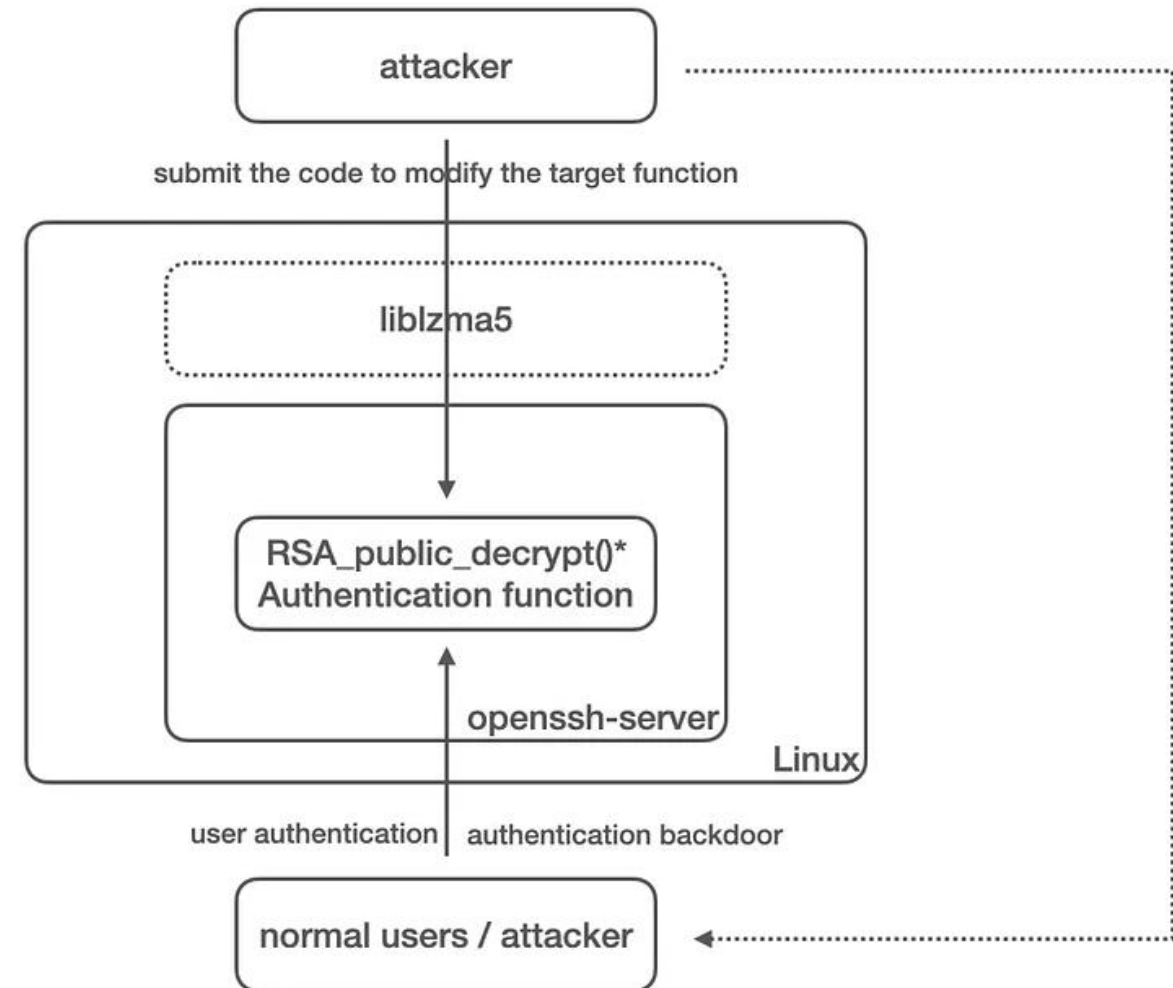 attacker
submit the code to modify the target function
liblzma5
RSA_public_decrypt()*
Authentication function
openssh-server
Linux
user authentication
authentication backdoor
normal users / attacker